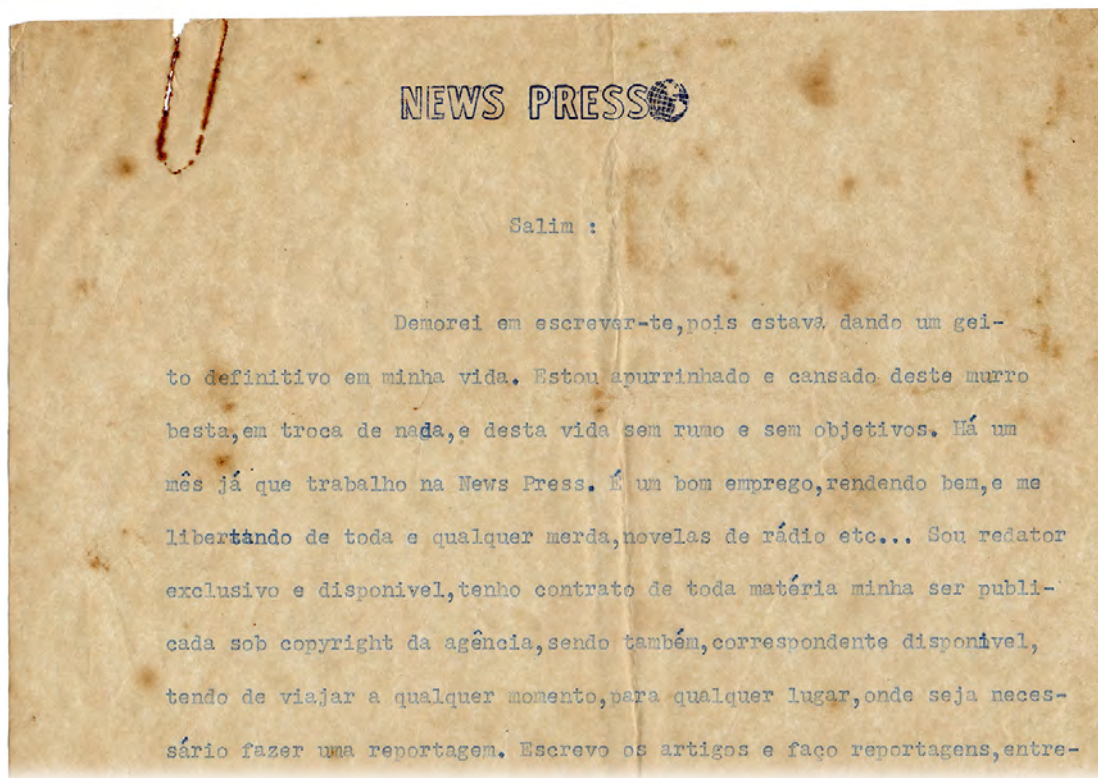 NEWS PRESS
Salim :
Demorei em escrever-te,pois estava dando um gei-
to definitivo em minha vida. Estou apurrinhado e cansado deste murro
besta,em troca de nada,e desta vida sem rumo e sem objetivos. Há um
mês já que trabalho na News Press. É um bom emprego,rendendo bem,e me
libertando de toda e qualquer merda,novelas de rádio etc... Sou redator
exclusivo e disponivel,tenho contrato de toda matéria minha ser publi-
cada sob copyright da agência,sendo também,correspondente disponivel,
tendo de viajar a qualquer momento,para qualquer lugar,onde seja neces-
sário fazer uma reportagem. Escrevo os artigos e faço reportagens,entre-